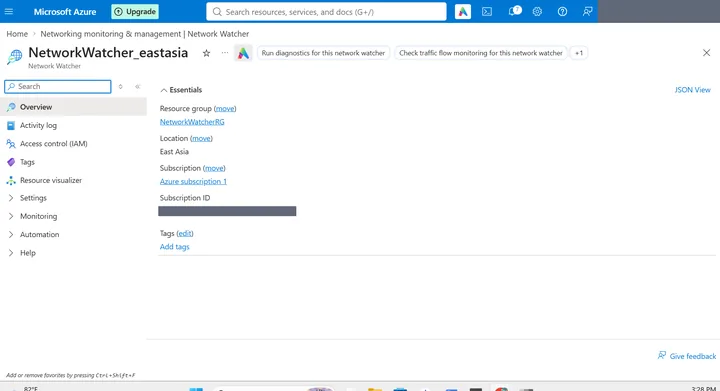 Microsoft Azure
Upgrade
Search resources, services, and docs (G+/)
Home > Networking monitoring & management | Network Watcher >
NetworkWatcher_eastasia
Network Watcher
Run diagnostics for this network watcher
Check traffic flow monitoring for this network watcher
+1
Search
Overview
Activity log
Access control (IAM)
Tags
Resource visualizer
Settings
Monitoring
Automation
Help
Essentials
JSON View
Resource group (move)
NetworkWatcherRG
Location (move)
East Asia
Subscription (move)
Azure subscription 1
Subscription ID
Tags (edit)
Add tags
Give feedback
Add or remove favorites by pressing Ctrl+Shift+F
82°F
3:28 PM